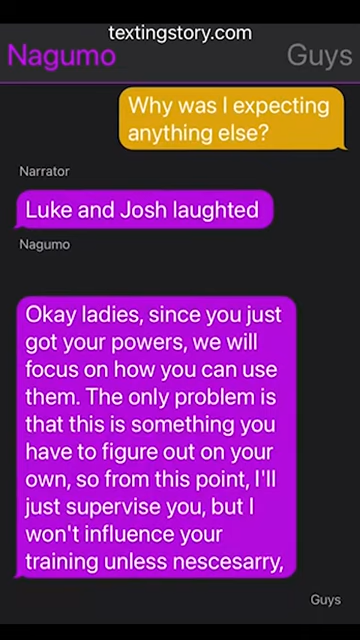 textingstory.com
Nagumo Guys
Why was I expecting
anything else?
Narrator
Luke and Josh laughted
Nagumo
Okay ladies, since you just
got your powers, we will
focus on how you can use
them. The only problem is
that this is something you
have to figure out on your
own, so from this point, I'll
just supervise you, but I
won't influence your
training unless nescesarry,
Guys